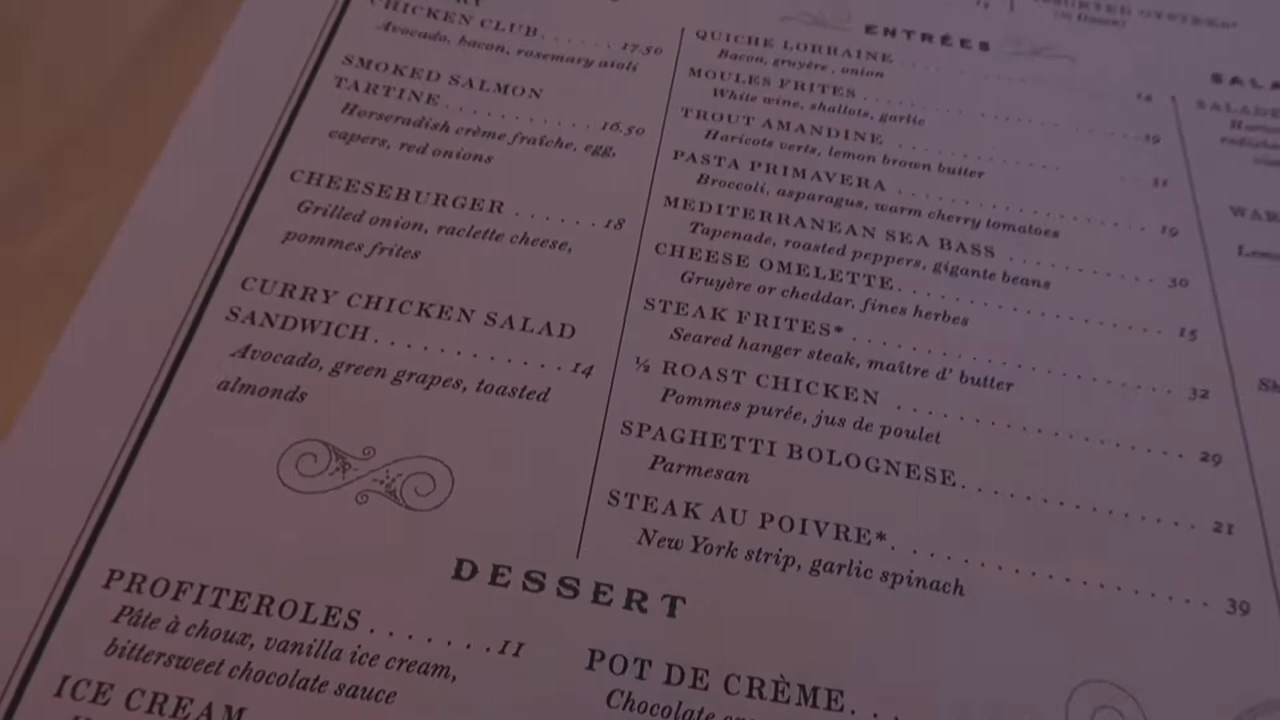 CHICKEN CLUB. . . . . . 17.50
Avocado, bacon, rosemary aioli
SMOKED SALMON
TARTINE . . . . . . . . . . . 16.50
Horseradish crème fraîche, egg,
capers, red onions
CHEESEBURGER . . . . . . 18
Grilled onion, raclette cheese,
pommes frites
CURRY CHICKEN SALAD
SANDWICH . . . . . . . . . . . . . 14
Avocado, green grapes, toasted
almonds
ENTRÉES
QUICHE LORRAINE
Bacon, gruyère, onion
MOULES FRITES . . . . . . . . . . 19
White wine, shallots, garlic
TROUT AMANDINE
Haricots verts, lemon brown butter
PASTA PRIMAVERA . . . . . . . . . . 19
Broccoli, asparagus, warm cherry tomatoes
MEDITERRANEAN SEA BASS . . . . . . . . . . 30
Tapenade, roasted peppers, gigante beans
CHEESE OMELETTE. . . . . . . . . . . . . 15
Gruyère or cheddar, fines herbes
STEAK FRITES* . . . . . . . . . . . . . . . 32
Seared hanger steak, maître d' butter
½ ROAST CHICKEN . . . . . . . . . . . . . . 29
Pommes purée, jus de poulet
SPAGHETTI BOLOGNESE. . . . . . . . . . . . 21
Parmesan
STEAK AU POIVRE*. . . . . . . . . . . . . . . 39
New York strip, garlic spinach
DESSERT
PROFITEROLES . . . . . . . 11
Pâte à choux, vanilla ice cream,
bittersweet chocolate sauce
ICE CREAM
POT DE CRÈME. . .
Chocolate